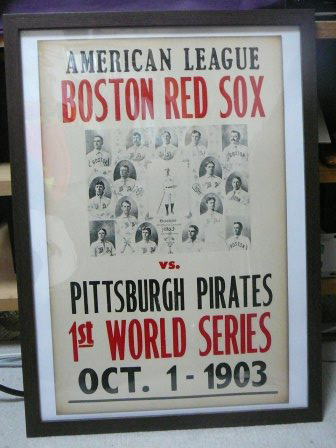 AMERICAN LEAGUE
BOSTON RED SOX
VS.
PITTSBURGH PIRATES
1st WORLD SERIES
OCT. 1 - 1903